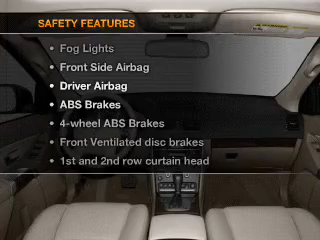 SAFETY FEATURES
• Fog Lights
• Front Side Airbag
• Driver Airbag
• ABS Brakes
• 4-wheel ABS Brakes
• Front Ventilated disc brakes
• 1st and 2nd row curtain head